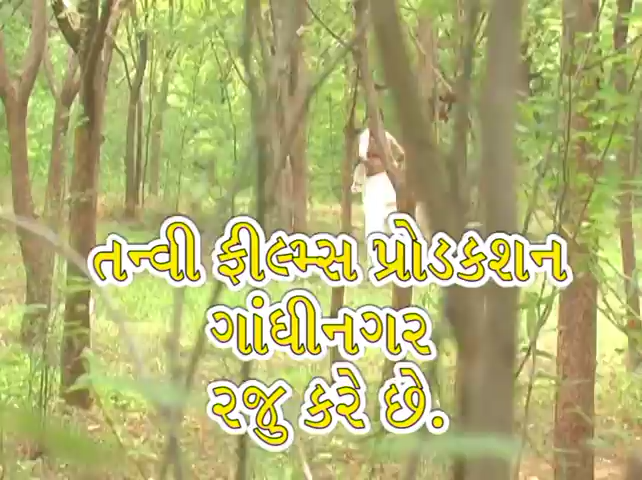 તન્વી ફીલ્મ્સ પ્રોડકશન
ગાંધીનગર
રજુ કરે છે.